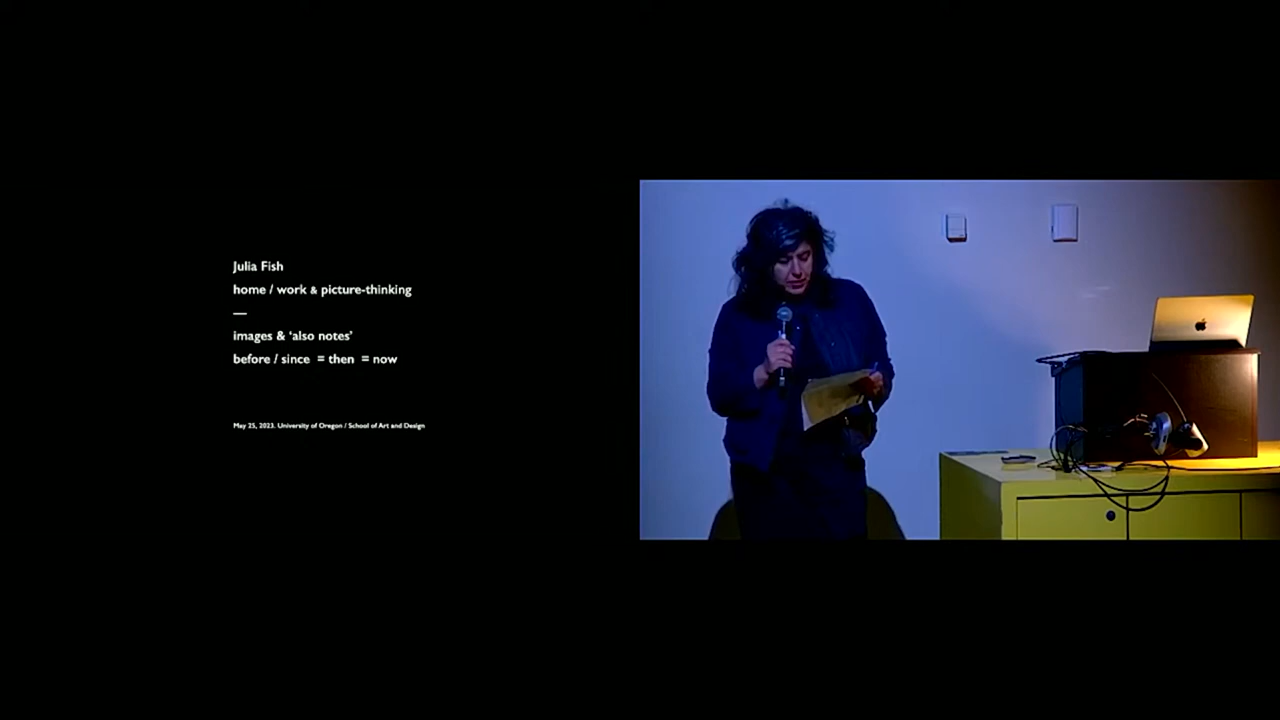 Julia Fish
home / work & picture-thinking
—
images & ‘also notes’
before / since = then = now
May 25, 2023. University of Oregon / School of Art and Design